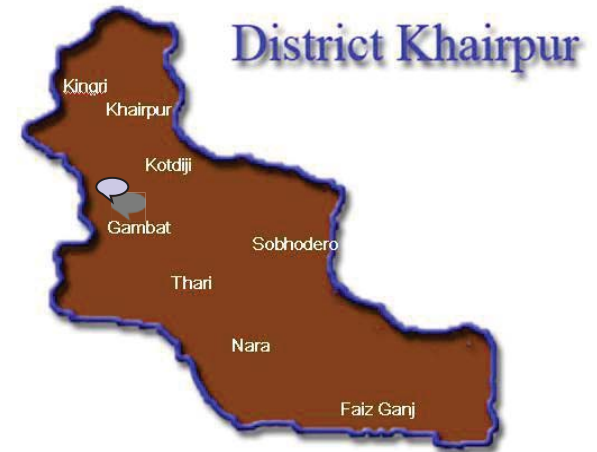 District Khairpur
Kingri
Khairpur
Kotdiji
Gambat
Sobhodero
Thari
Nara
Faiz Ganj